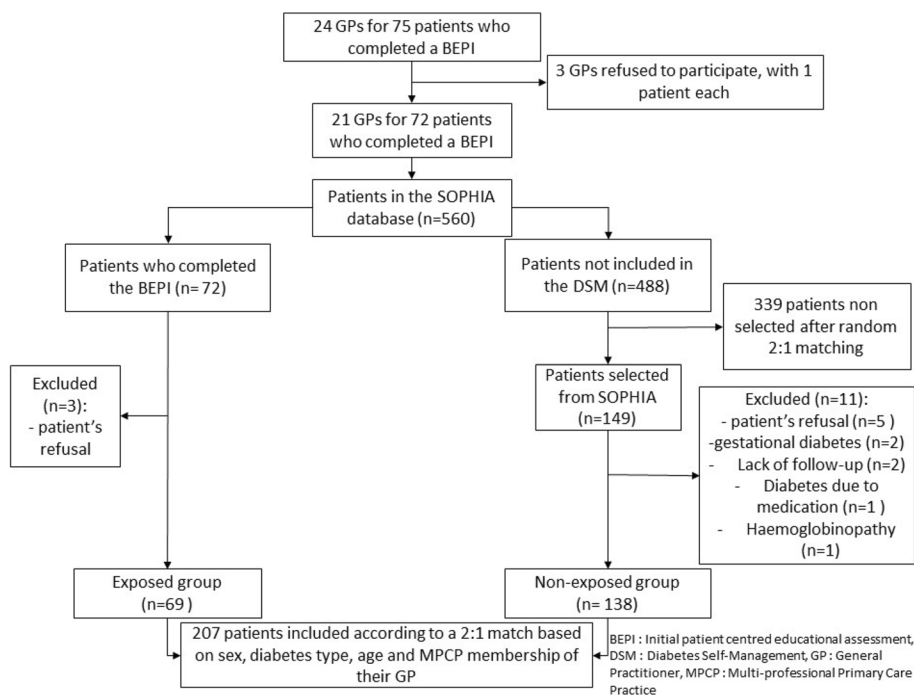 24 GPs for 75 patients who
completed a BEPI
3 GPs refused to participate, with 1
patient each
21 GPs for 72 patients
who completed a BEPI
Patients in the SOPHIA
database (n=560)
Patients who completed
the BEPI (n= 72)
Patients not included in
the DSM (n=488)
339 patients non
selected after random
2:1 matching
Excluded
(n=3):
- patient’s
refusal
Patients selected
from SOPHIA
(n=149)
Excluded (n=11):
- patient’s refusal (n=5 )
-gestational diabetes (n=2)
- Lack of follow-up (n=2)
- Diabetes due to
medication (n=1 )
- Haemoglobinopathy
(n=1)
Exposed group
(n=69 )
Non-exposed group
(n= 138)
207 patients included according to a 2:1 match based
on sex, diabetes type, age and MPCP membership of
their GP
BEPI : Initial patient centred educational assessment,
DSM : Diabetes Self-Management, GP : General
Practitioner, MPCP : Multi-professional Primary Care
Practice